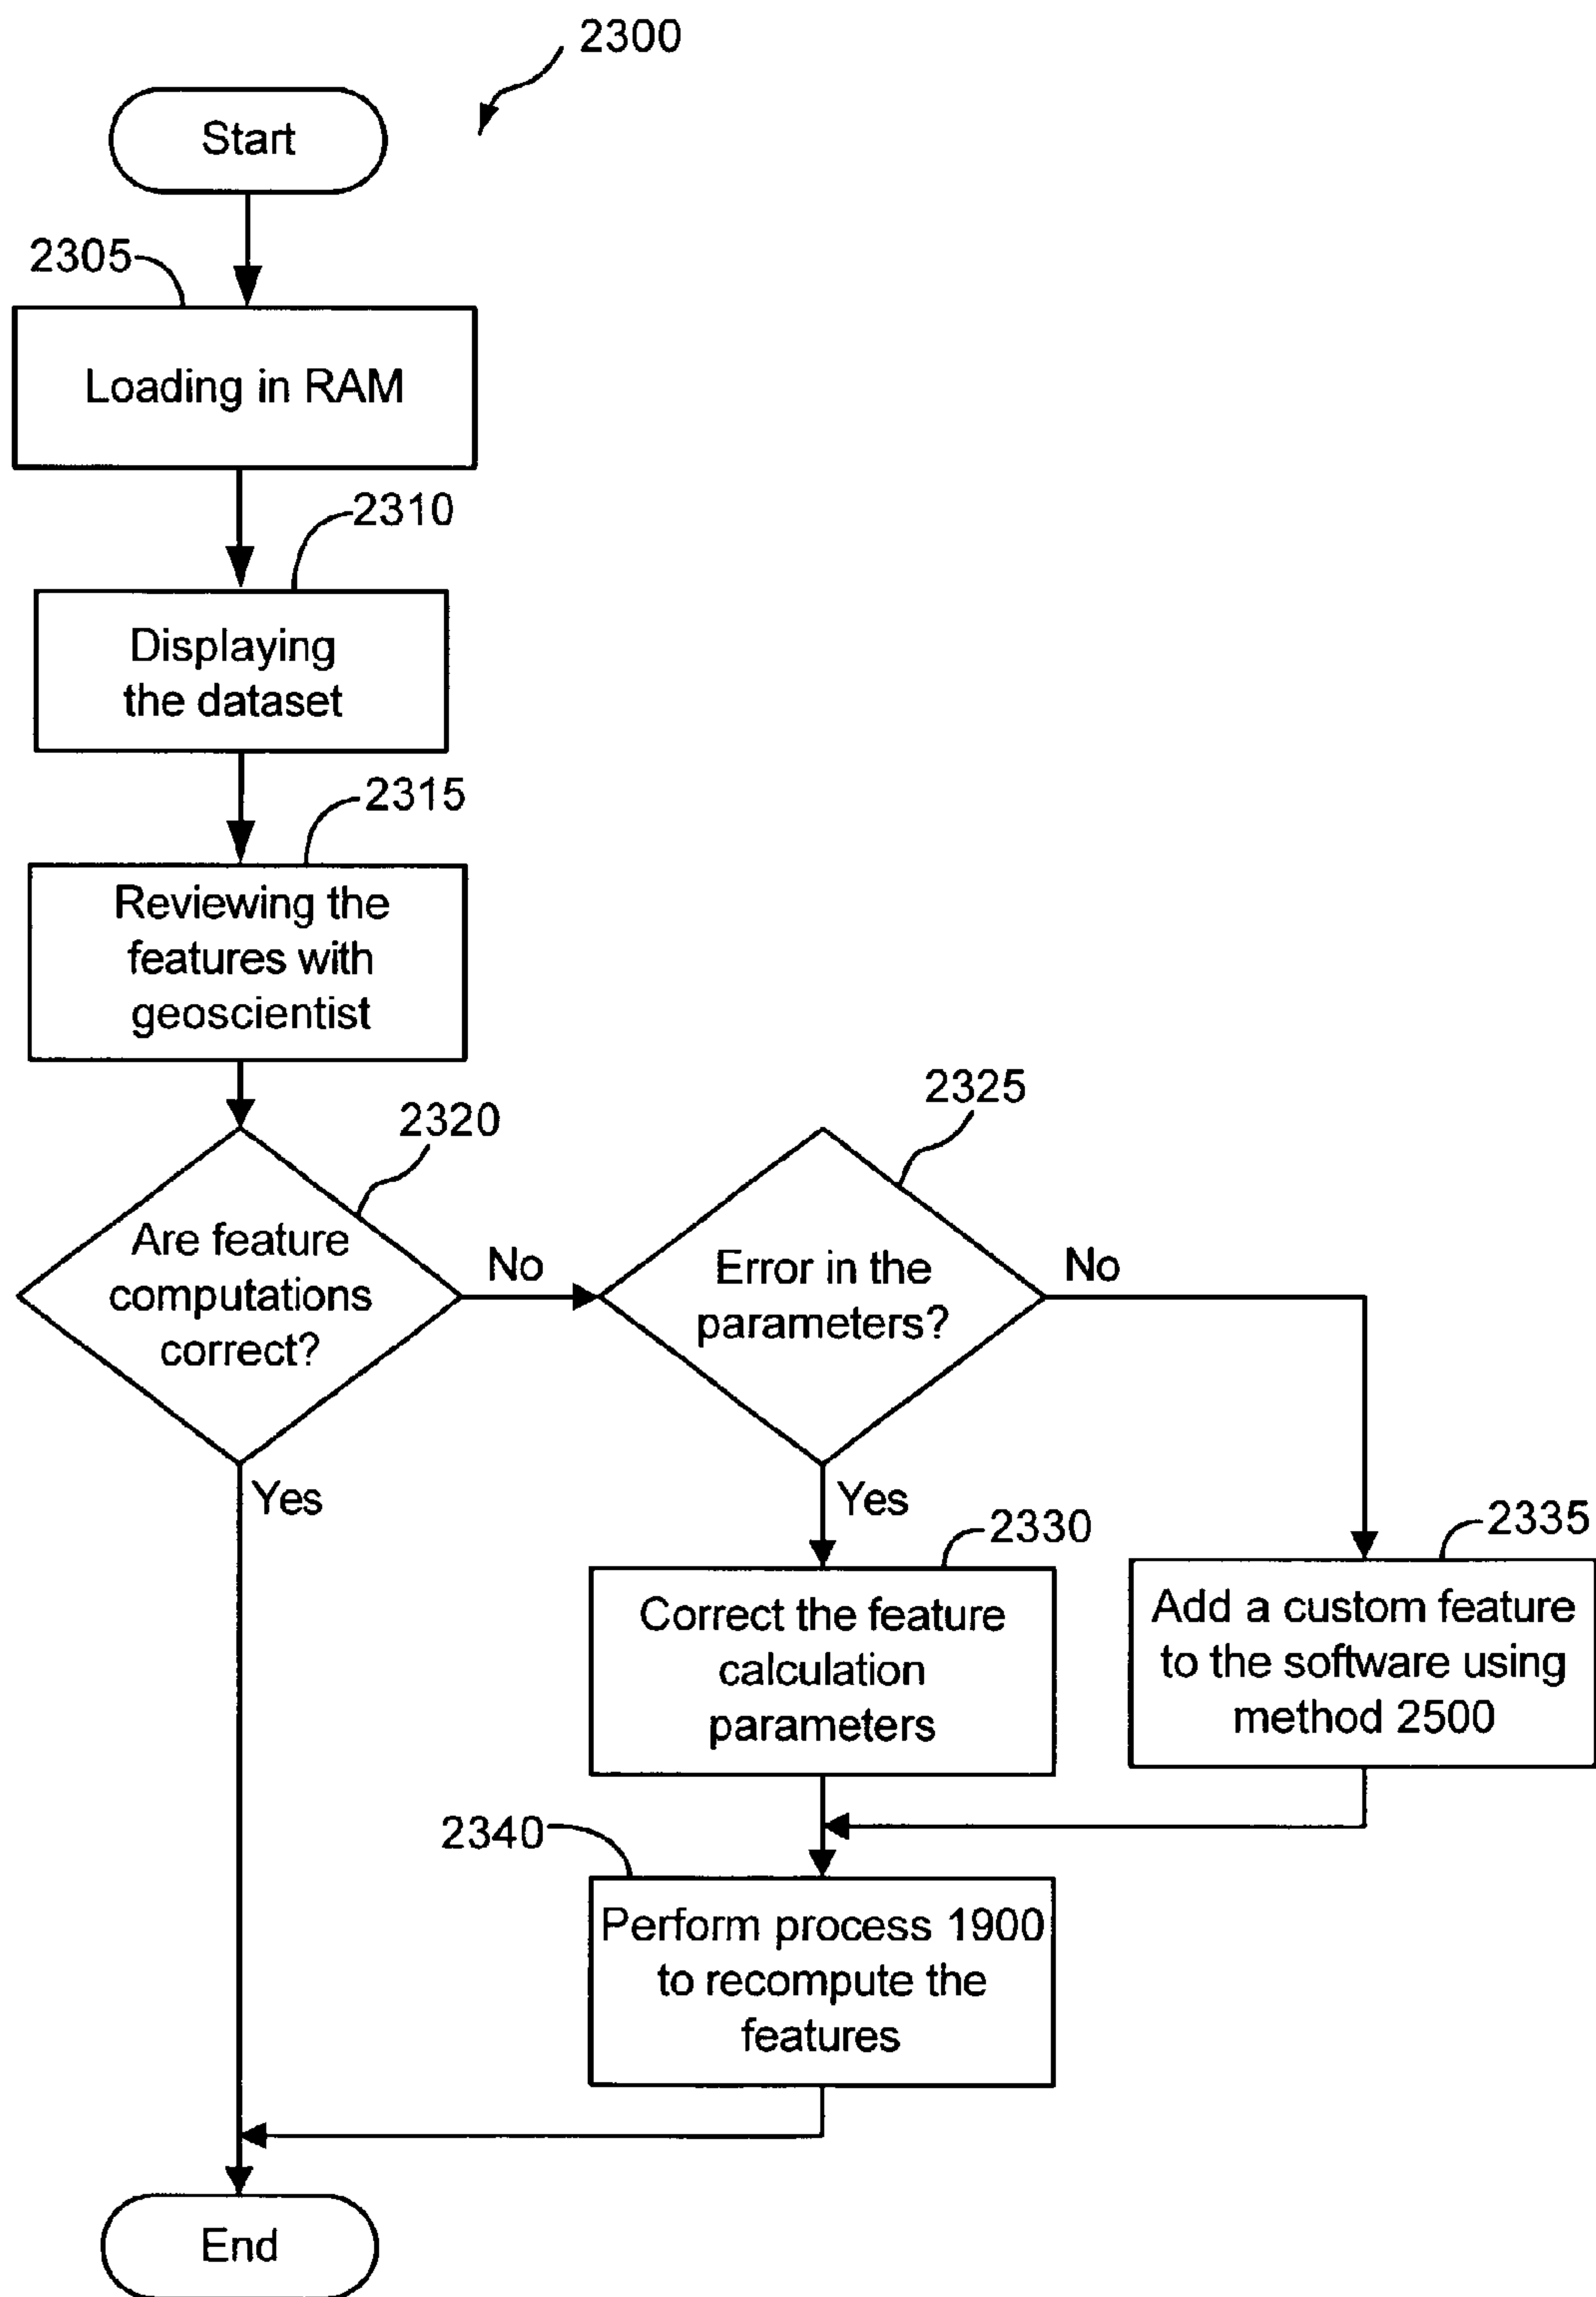 2300
Start
2305
Loading in RAM
2310
Displaying
the dataset
2315
Reviewing the
features with
geoscientist
2320
Are feature
computations
correct?
No
Yes
2325
Error in the
parameters?
No
Yes
2330
Correct the feature
calculation
parameters
2335
Add a custom feature
to the software using
method 2500
2340
Perform process 1900
to recompute the
features
End